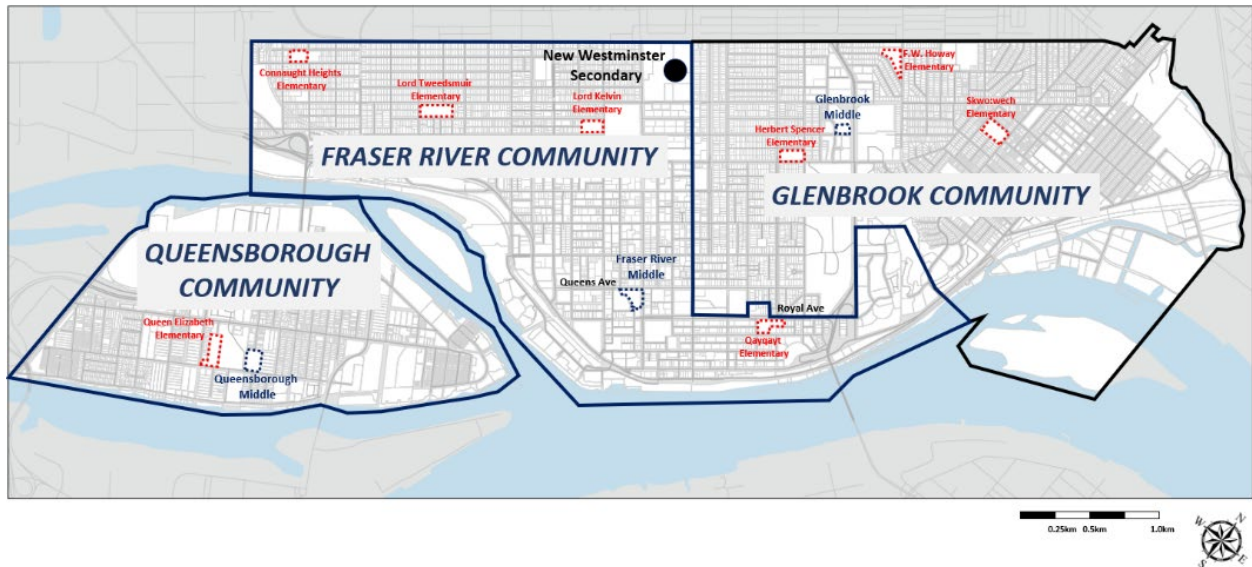 New Westminster
Secondary
F.W. Howay
Elementary
Connaught Heights
Elementary
Lord Tweedsmuir
Elementary
Lord Kelvin
Elementary
Glenbrook
Middle
Skwo:wech
Elementary
Herbert Spencer
Elementary
FRASER RIVER COMMUNITY
GLENBROOK COMMUNITY
QUEENSBOROUGH
COMMUNITY
Fraser River
Middle
Queens Ave
Royal Ave
Queen Elizabeth
Elementary
Qayqayt
Elementary
Queensborough
Middle
0.25km 0.5km 1.0km
W N
S E